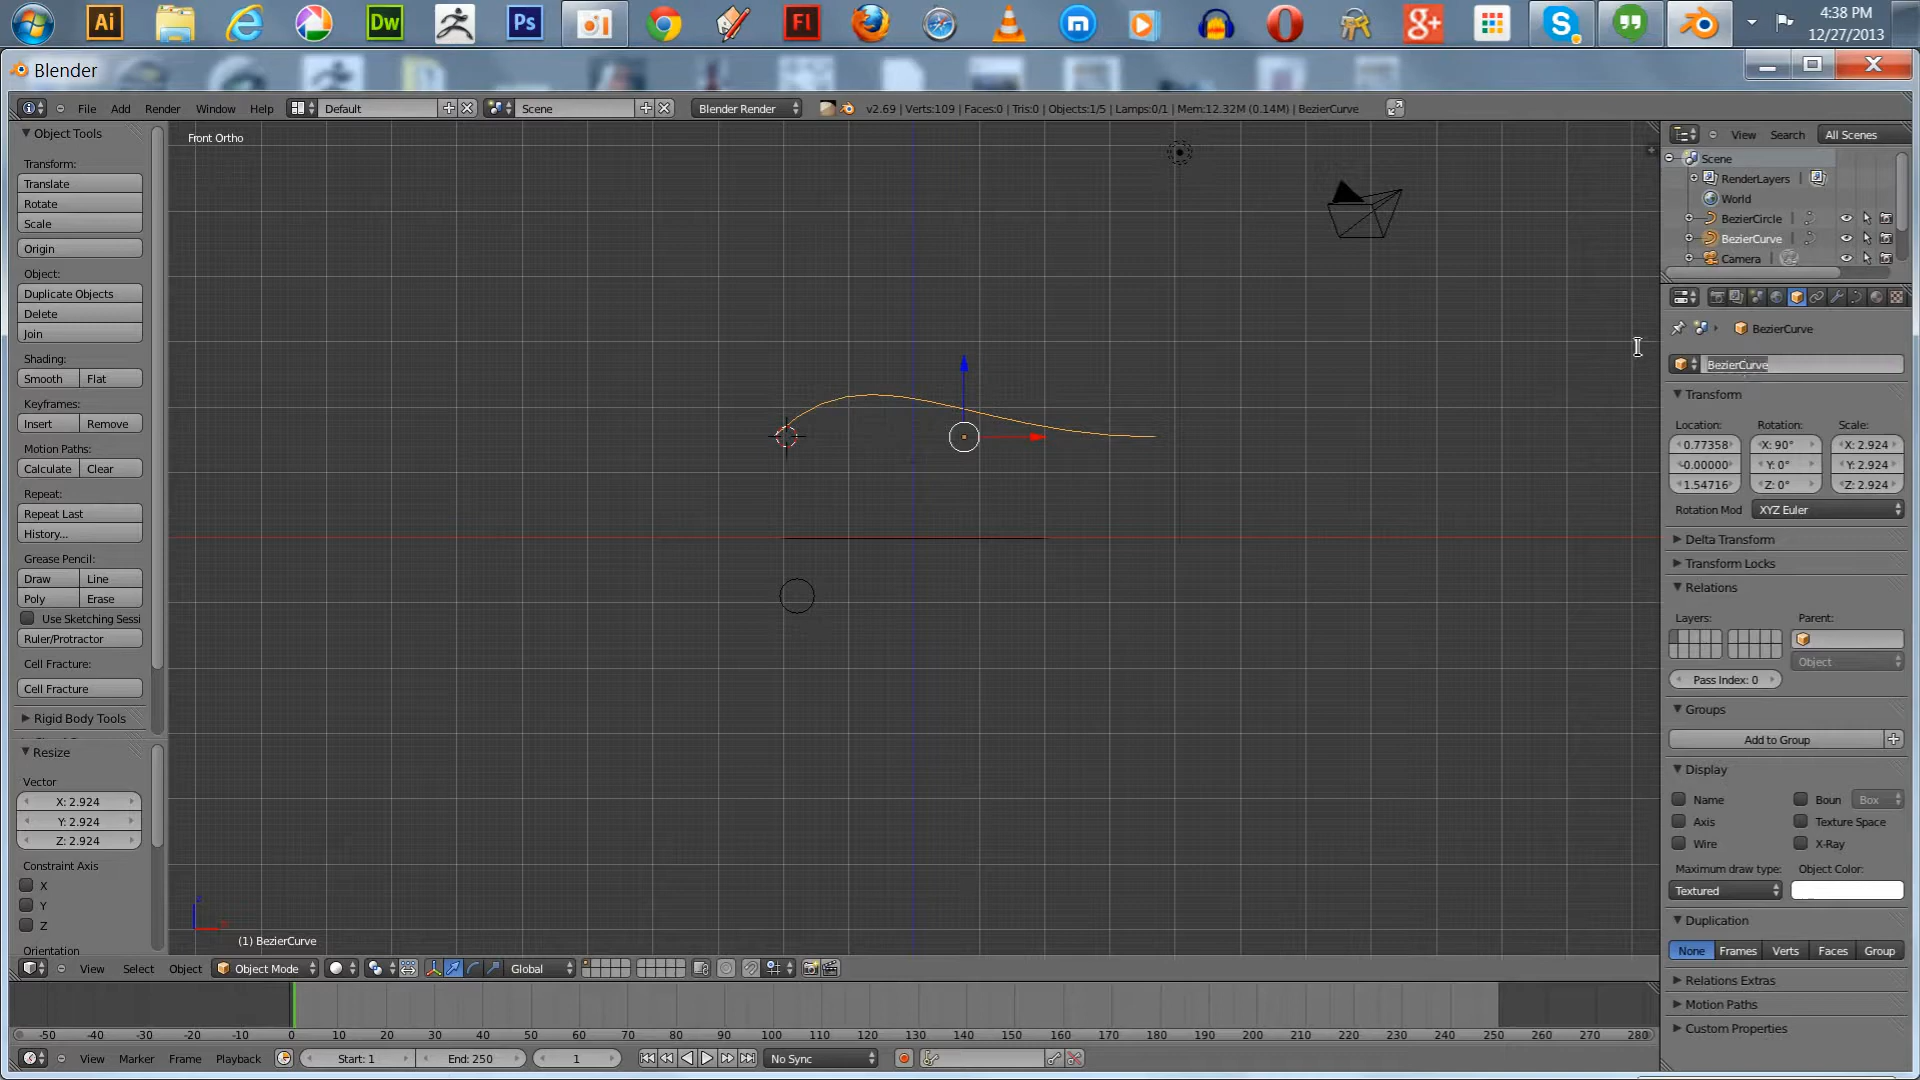 Ai
Dw
Ps
Fl
m
g+
S
4:38 PM
12/27/2013
Blender
File Add Render Window Help Default Scene Blender Render v2.69 | Verts:109 | Faces:0 | Tris:0 | Objects:1/5 | Lamps:0/1 | Mem:12.32M (0.14M) | BezierCurve
Object Tools
Transform:
Translate
Rotate
Scale
Origin
Object:
Duplicate Objects
Delete
Join
Shading:
Smooth Flat
Keyframes:
Insert Remove
Motion Paths:
Calculate Clear
Repeat:
Repeat Last
History...
Grease Pencil:
Draw Line
Poly Erase
Use Sketching Sessi
Ruler/Protractor
Cell Fracture:
Cell Fracture
Rigid Body Tools
Resize
Vector
X: 2.924
Y: 2.924
Z: 2.924
Constraint Axis
X
Y
Z
Orientation
Front Ortho
(1) BezierCurve
View Select Object Object Mode Global
View Search All Scenes
Scene
RenderLayers
World
BezierCircle
BezierCurve
Camera
BezierCurve
BezierCurve
Transform
Location: Rotation: Scale:
0.77358 X: 90° X: 2.924
-0.00000 Y: 0° Y: 2.924
1.54716 Z: 0° Z: 2.924
Rotation Mod XYZ Euler
Delta Transform
Transform Locks
Relations
Layers: Parent:
Object
Pass Index: 0
Groups
Add to Group
Display
Name Boun Box
Axis Texture Space
Wire X-Ray
Maximum draw type: Object Color:
Textured
Duplication
None Frames Verts Faces Group
Relations Extras
Motion Paths
Custom Properties
-50 -40 -30 -20 -10 0 10 20 30 40 50 60 70 80 90 100 110 120 130 140 150 160 170 180 190 200 210 220 230 240 250 260 270 280
View Marker Frame Playback Start: 1 End: 250 1 No Sync